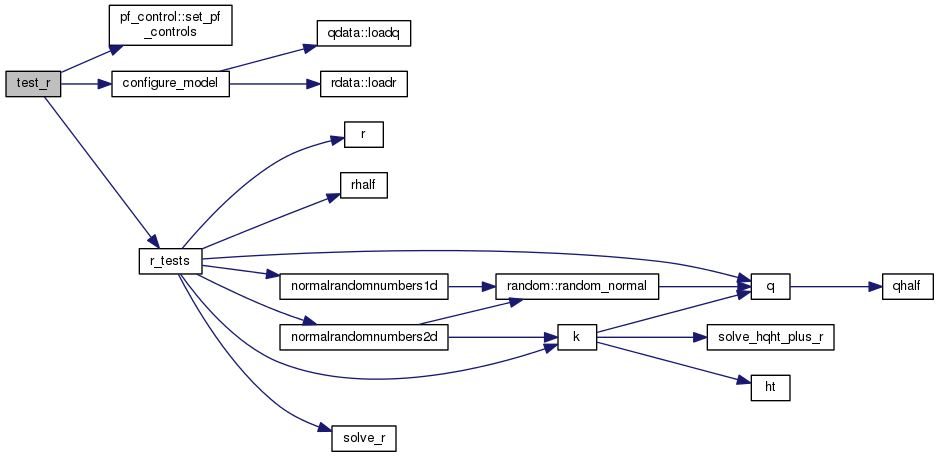 pf_control::set_pf
_controls
qdata::loadq
test_r
configure_model
rdata::loadr
r
rhalf
r_tests
normalrandomnumbers1d
random::random_normal
q
qhalf
normalrandomnumbers2d
k
solve_hqht_plus_r
ht
solve_r